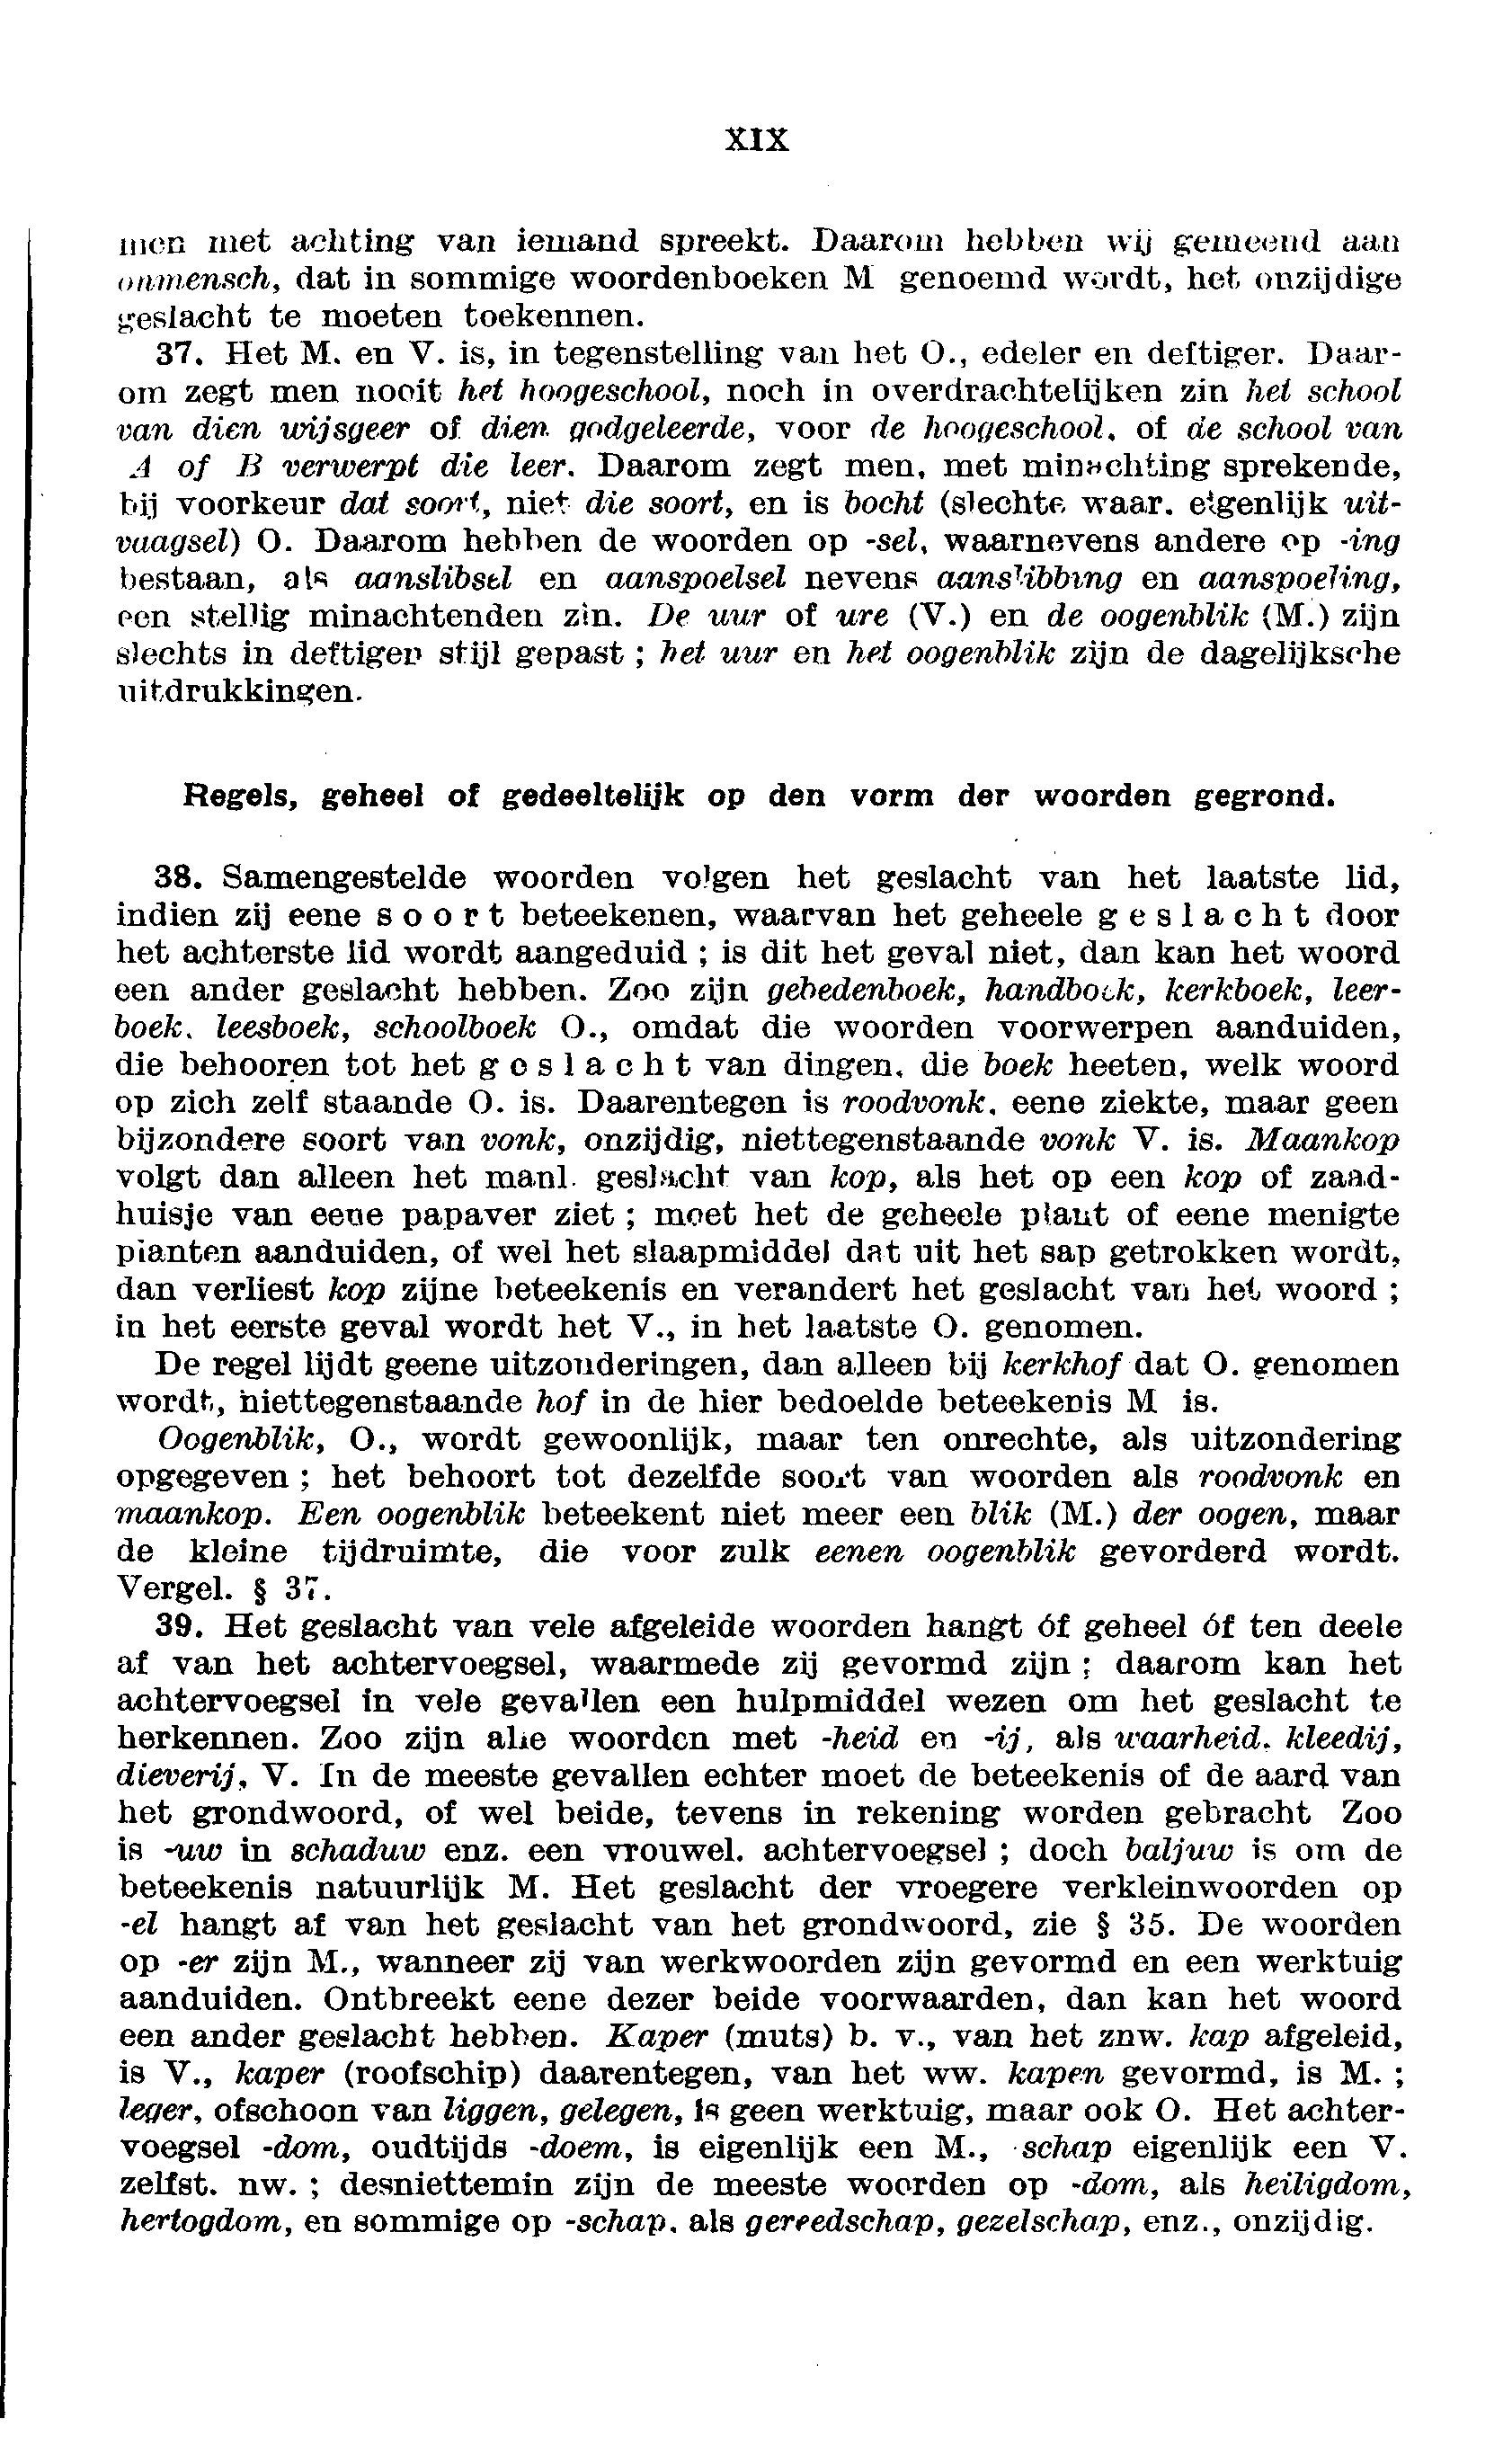 XIX
men met achting van iemand spreekt. Daarom hebben wij gemeend aan
onmensch, dat in sommige woordenboeken M genoemd wordt, het onzijdige
geslacht te moeten toekennen.
37. Het M. en V. is, in tegenstelling van het O., edeler en deftiger. Daar-
om zegt men nooit het hoogeschool, noch in overdrachtelijken zin het school
van dien wijsgeer of dien godgeleerde, voor de hoogeschool, of de school van
A of B verwerpt die leer. Daarom zegt men, met minachting sprekende,
bij voorkeur dat soort, niet die soort, en is bocht (slechte waar. eigenlijk uit-
vaagsel) O. Daarom hebben de woorden op -sel, waarnevens andere op -ing
bestaan, als aanslibsel en aanspoelsel nevens aanslibbing en aanspoeling,
een stellig minachtenden zin. De uur of ure (V.) en de oogenblik (M.) zijn
slechts in deftigen stijl gepast ; het uur en het oogenblik zijn de dagelijksche
uitdrukkingen.
Regels, geheel of gedeeltelijk op den vorm der woorden gegrond.
38. Samengestelde woorden volgen het geslacht van het laatste lid,
indien zij eene s o o r t beteekenen, waarvan het geheele g e s l a c h t door
het achterste lid wordt aangeduid ; is dit het geval niet, dan kan het woord
een ander geslacht hebben. Zoo zijn gebedenboek, handboek, kerkboek, leer-
boek. leesboek, schoolboek O., omdat die woorden voorwerpen aanduiden,
die behooren tot het g e s l a c h t van dingen, die boek heeten, welk woord
op zich zelf staande O. is. Daarentegen is roodvonk, eene ziekte, maar geen
bijzondere soort van vonk, onzijdig, niettegenstaande vonk V. is. Maankop
volgt dan alleen het manl. geslacht van kop, als het op een kop of zaad-
huisje van eene papaver ziet ; moet het de geheele plant of eene menigte
planten aanduiden, of wel het slaapmiddel dat uit het sap getrokken wordt,
dan verliest kop zijne beteekenis en verandert het geslacht van het woord ;
in het eerste geval wordt het V., in het laatste O. genomen.
De regel lijdt geene uitzonderingen, dan alleen bij kerkhof dat O. genomen
wordt, niettegenstaande hof in de hier bedoelde beteekenis M is.
Oogenblik, O., wordt gewoonlijk, maar ten onrechte, als uitzondering
opgegeven ; het behoort tot dezelfde soort van woorden als roodvonk en
maankop. Een oogenblik beteekent niet meer een blik (M.) der oogen, maar
de kleine tijdruimte, die voor zulk eenen oogenblik gevorderd wordt.
Vergel. § 37.
39. Het geslacht van vele afgeleide woorden hangt óf geheel óf ten deele
af van het achtervoegsel, waarmede zij gevormd zijn ; daarom kan het
achtervoegsel in vele gevallen een hulpmiddel wezen om het geslacht te
herkennen. Zoo zijn alle woorden met -heid en -ij, als waarheid. kleedij,
dieverij, V. In de meeste gevallen echter moet de beteekenis of de aard van
het grondwoord, of wel beide, tevens in rekening worden gebracht Zoo
is -uw in schaduw enz. een vrouwel. achtervoegsel ; doch baljuw is om de
beteekenis natuurlijk M. Het geslacht der vroegere verkleinwoorden op
-el hangt af van het geslacht van het grondwoord, zie § 35. De woorden
op -er zijn M., wanneer zij van werkwoorden zijn gevormd en een werktuig
aanduiden. Ontbreekt eene dezer beide voorwaarden, dan kan het woord
een ander geslacht hebben. Kaper (muts) b. v., van het znw. kap afgeleid,
is V., kaper (roofschip) daarentegen, van het ww. kapen gevormd, is M. ;
leger, ofschoon van liggen, gelegen, is geen werktuig, maar ook O. Het achter-
voegsel -dom, oudtijds -doem, is eigenlijk een M., -schap eigenlijk een V.
zelfst. nw. ; desniettemin zijn de meeste woorden op -dom, als heiligdom,
hertogdom, en sommige op -schap. als gereedschap, gezelschap, enz., onzijdig.